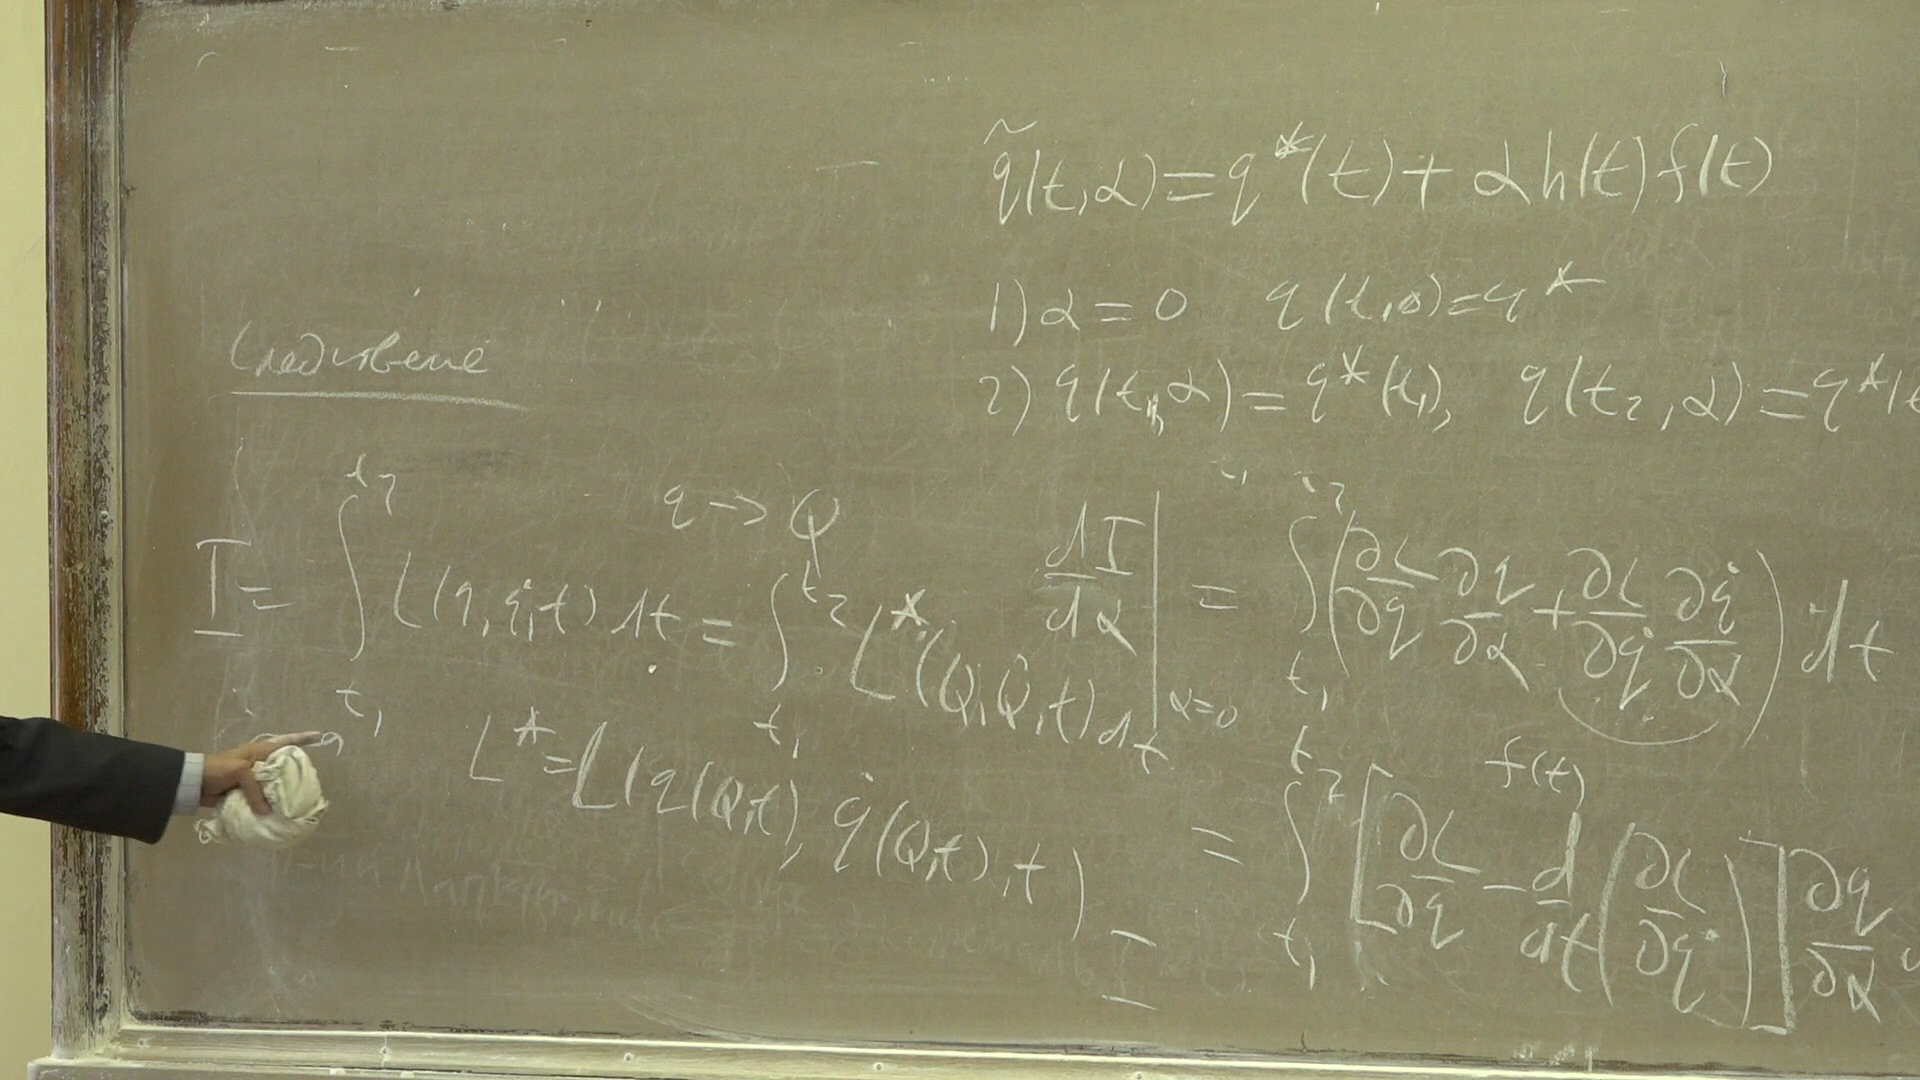 q̃(t,α)=q*(t)+αh(t)f(t)
1) α=0 q(t,0)=q*
2) q(t₁,α)=q*(t₁), q(t₂,α)=q*(t
Следствие
q → Q
I = ∫_{t₁}^{t₂} L(q,q̇,t)dt = ∫_{t₁}^{t₂} L*(Q,Q̇,t)dt
L*=L(q(Q,t), q̇(Q,t),t)
dI/dα |_{α=0} = ∫_{t₁}^{t₂} (∂L/∂q ∂q/∂α + ∂L/∂q̇ ∂q̇/∂α) dt
f(t)
= ∫_{t₁}^{t₂} [∂L/∂q − d/dt (∂L/∂q̇)] ∂q/∂α